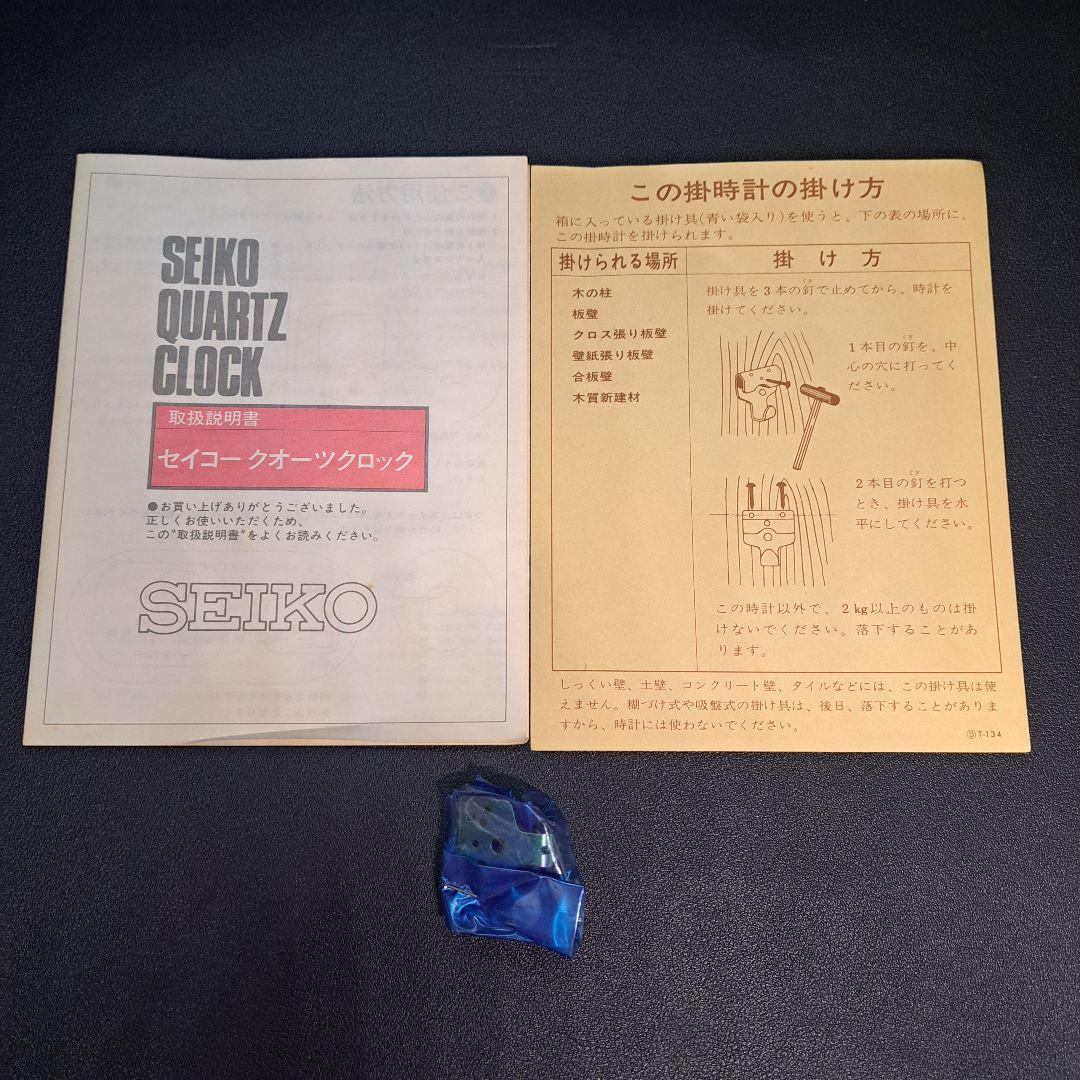 SEIKO
QUARTZ
CLOCK
取扱説明書
セイコー クオーツクロック
●お買い上げありがとうございました。
正しくお使いいただくため、
この"取扱説明書"をよくお読みください。
SEIKO
この掛時計の掛け方
箱に入っている掛け具(青い袋入り)を使うと、下の表の場所に、
この掛時計を掛けられます。
掛けられる場所
掛け方
木の柱
板壁
クロス張り板壁
壁紙張り板壁
合板壁
木質新建材
掛け具を3本の釘で止めてから、時計を
掛けてください。
1本目の釘を、中
心の穴に打ってく
ださい。
2本目の釘を打つ
とき、掛け具を水
平にしてください。
この時計以外で、2kg以上のものは掛
けないでください。落下することがあ
ります。
しっくい壁、土壁、コンクリート壁、タイルなどには、この掛け具は使
えません。糊づけ式や吸盤式の掛け具は、後日、落下することがありま
すから、時計には使わないでください。
ⒹT-134